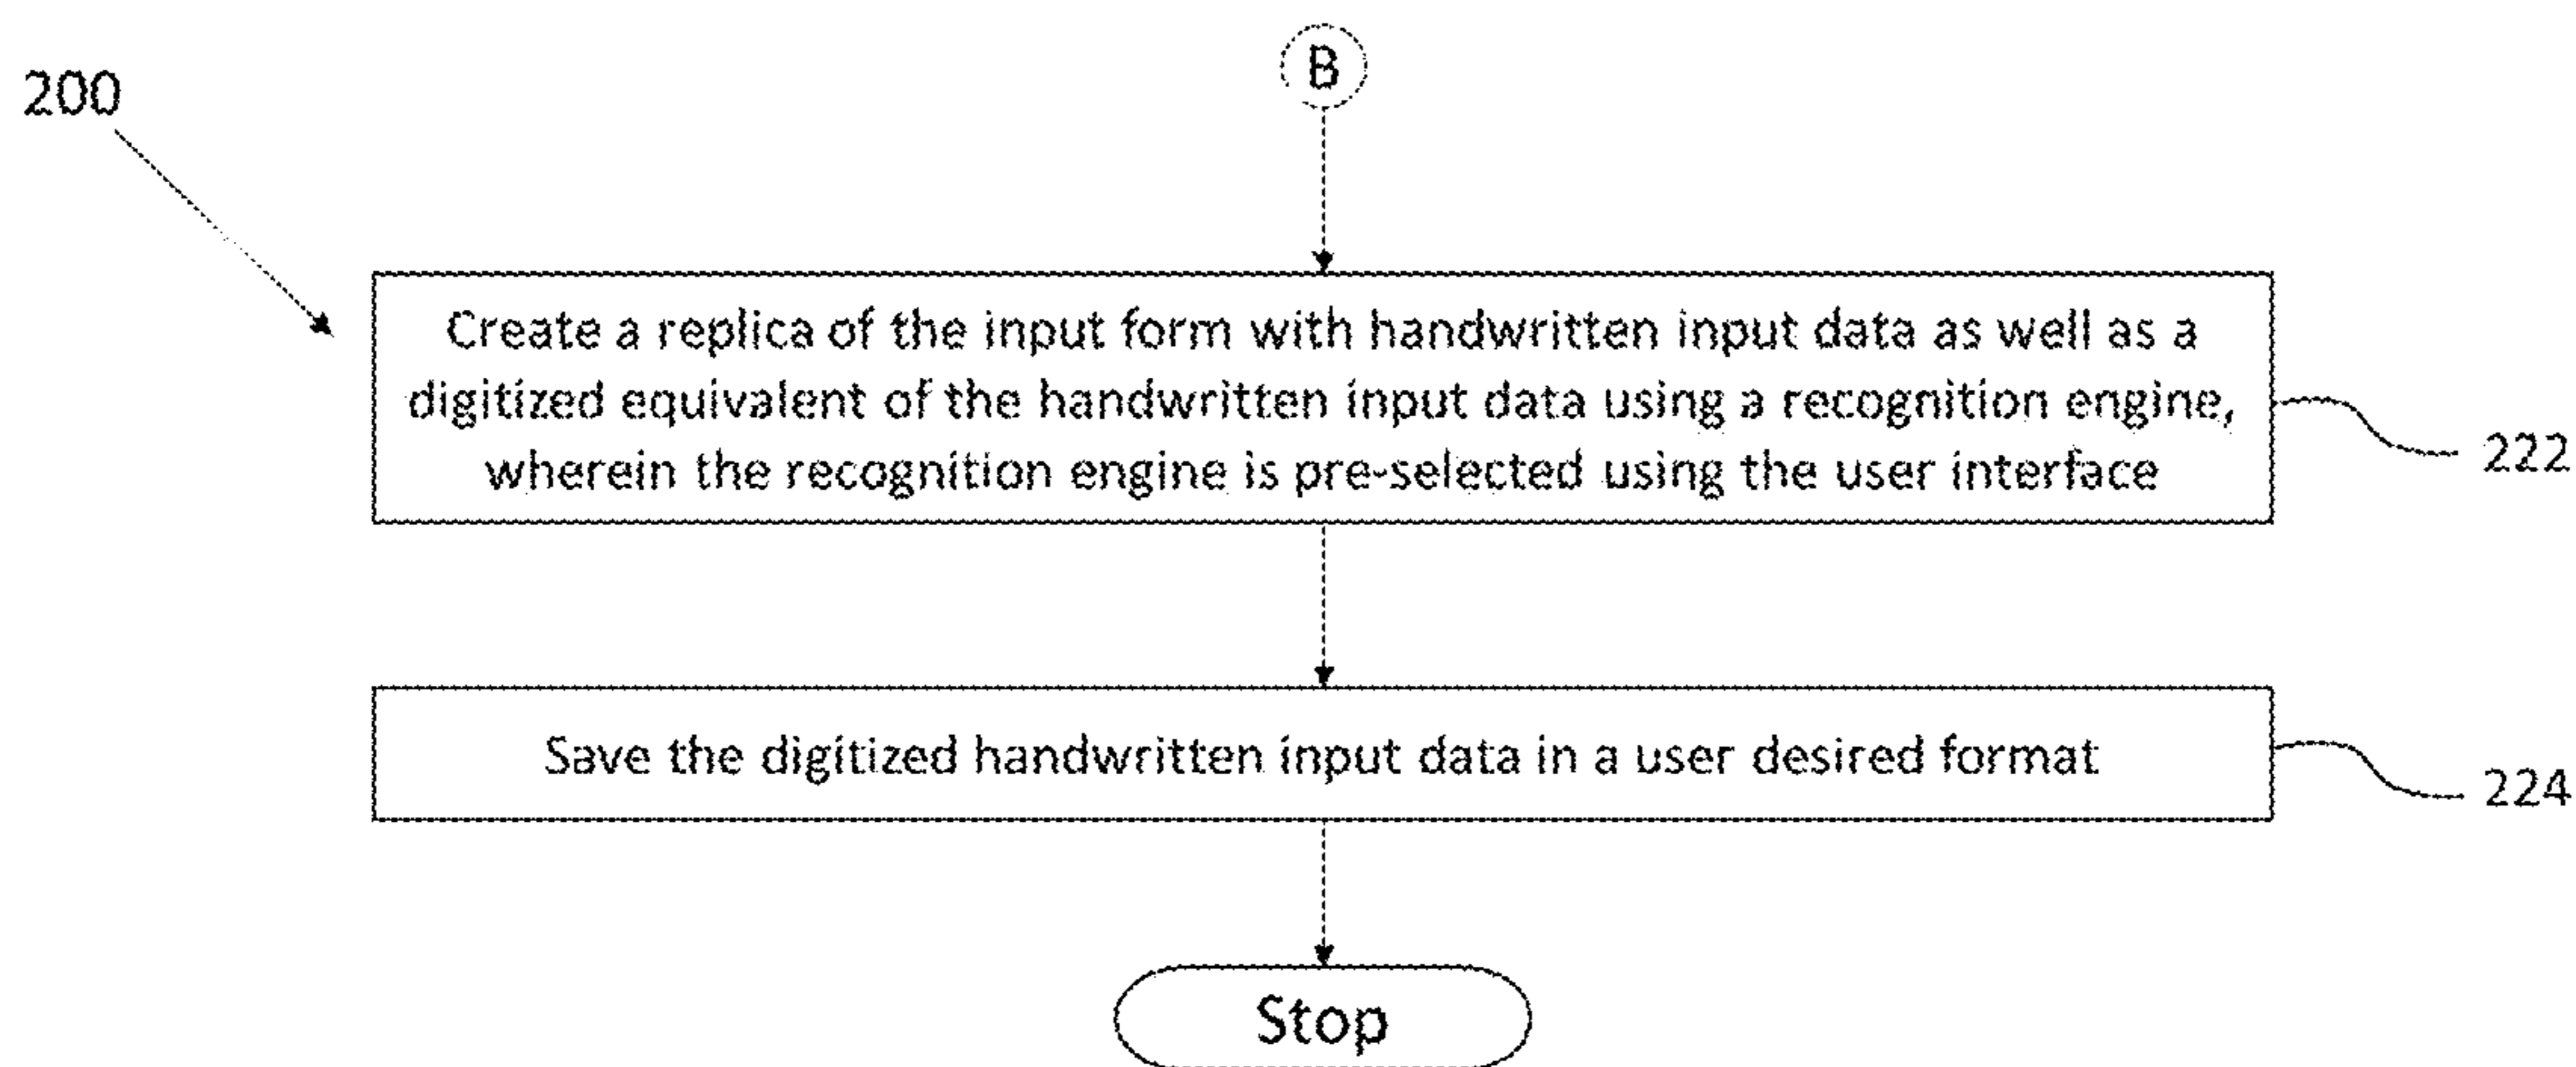 B
200
Create a replica of the input form with handwritten input data as well as a
digitized equivalent of the handwritten input data using a recognition engine,
wherein the recognition engine is pre-selected using the user interface
222
Save the digitized handwritten input data in a user desired format
224
Stop